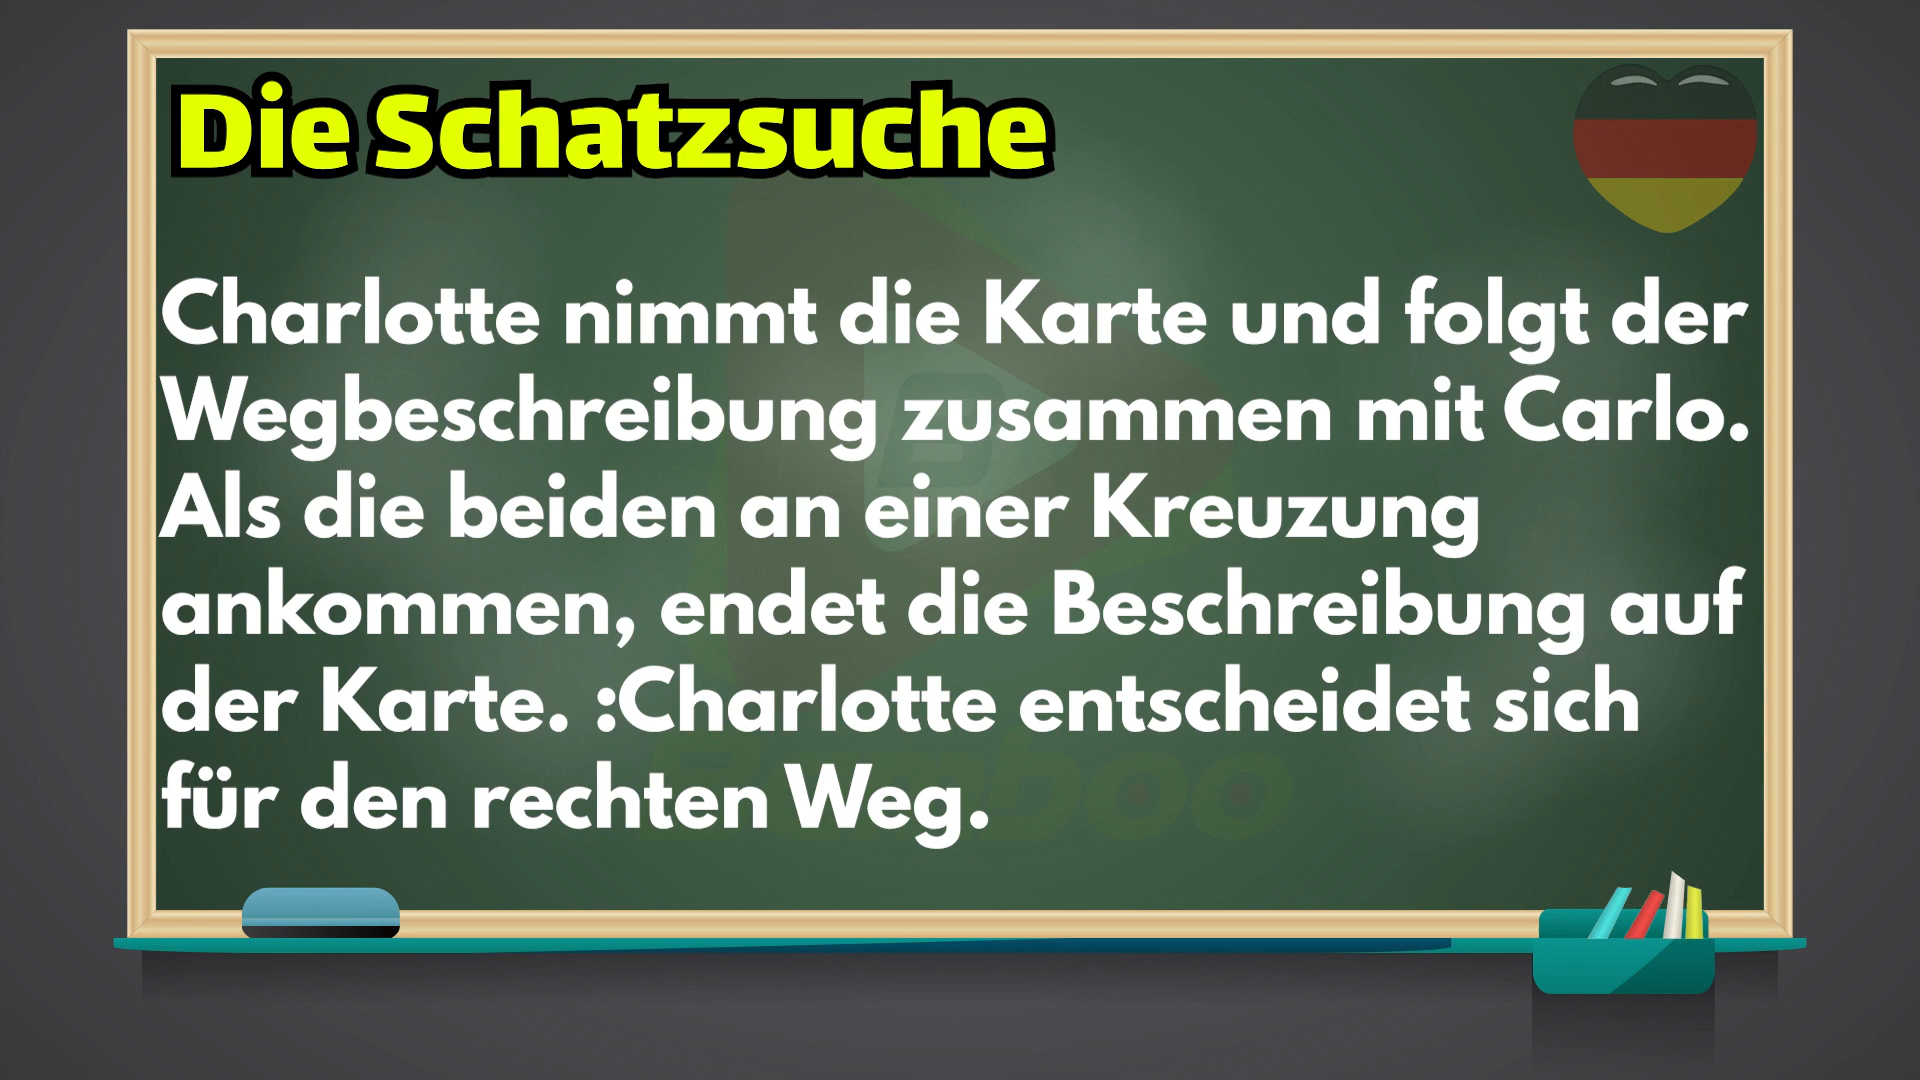 Die Schatzsuche
Charlotte nimmt die Karte und folgt der
Wegbeschreibung zusammen mit Carlo.
Als die beiden an einer Kreuzung
ankommen, endet die Beschreibung auf
der Karte. :Charlotte entscheidet sich
für den rechten Weg.